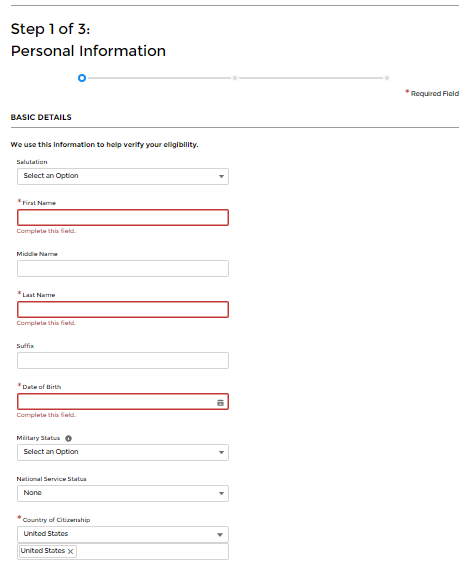 Step 1 of 3:
Personal Information
* Required Field
BASIC DETAILS
We use this information to help verify your eligibility.
Salutation
Select an Option
* First Name
Complete this field.
Middle Name
* Last Name
Complete this field.
Suffix
* Date of Birth
Complete this field.
Military Status
Select an Option
National Service Status
None
* Country of Citizenship
United States
United States ×